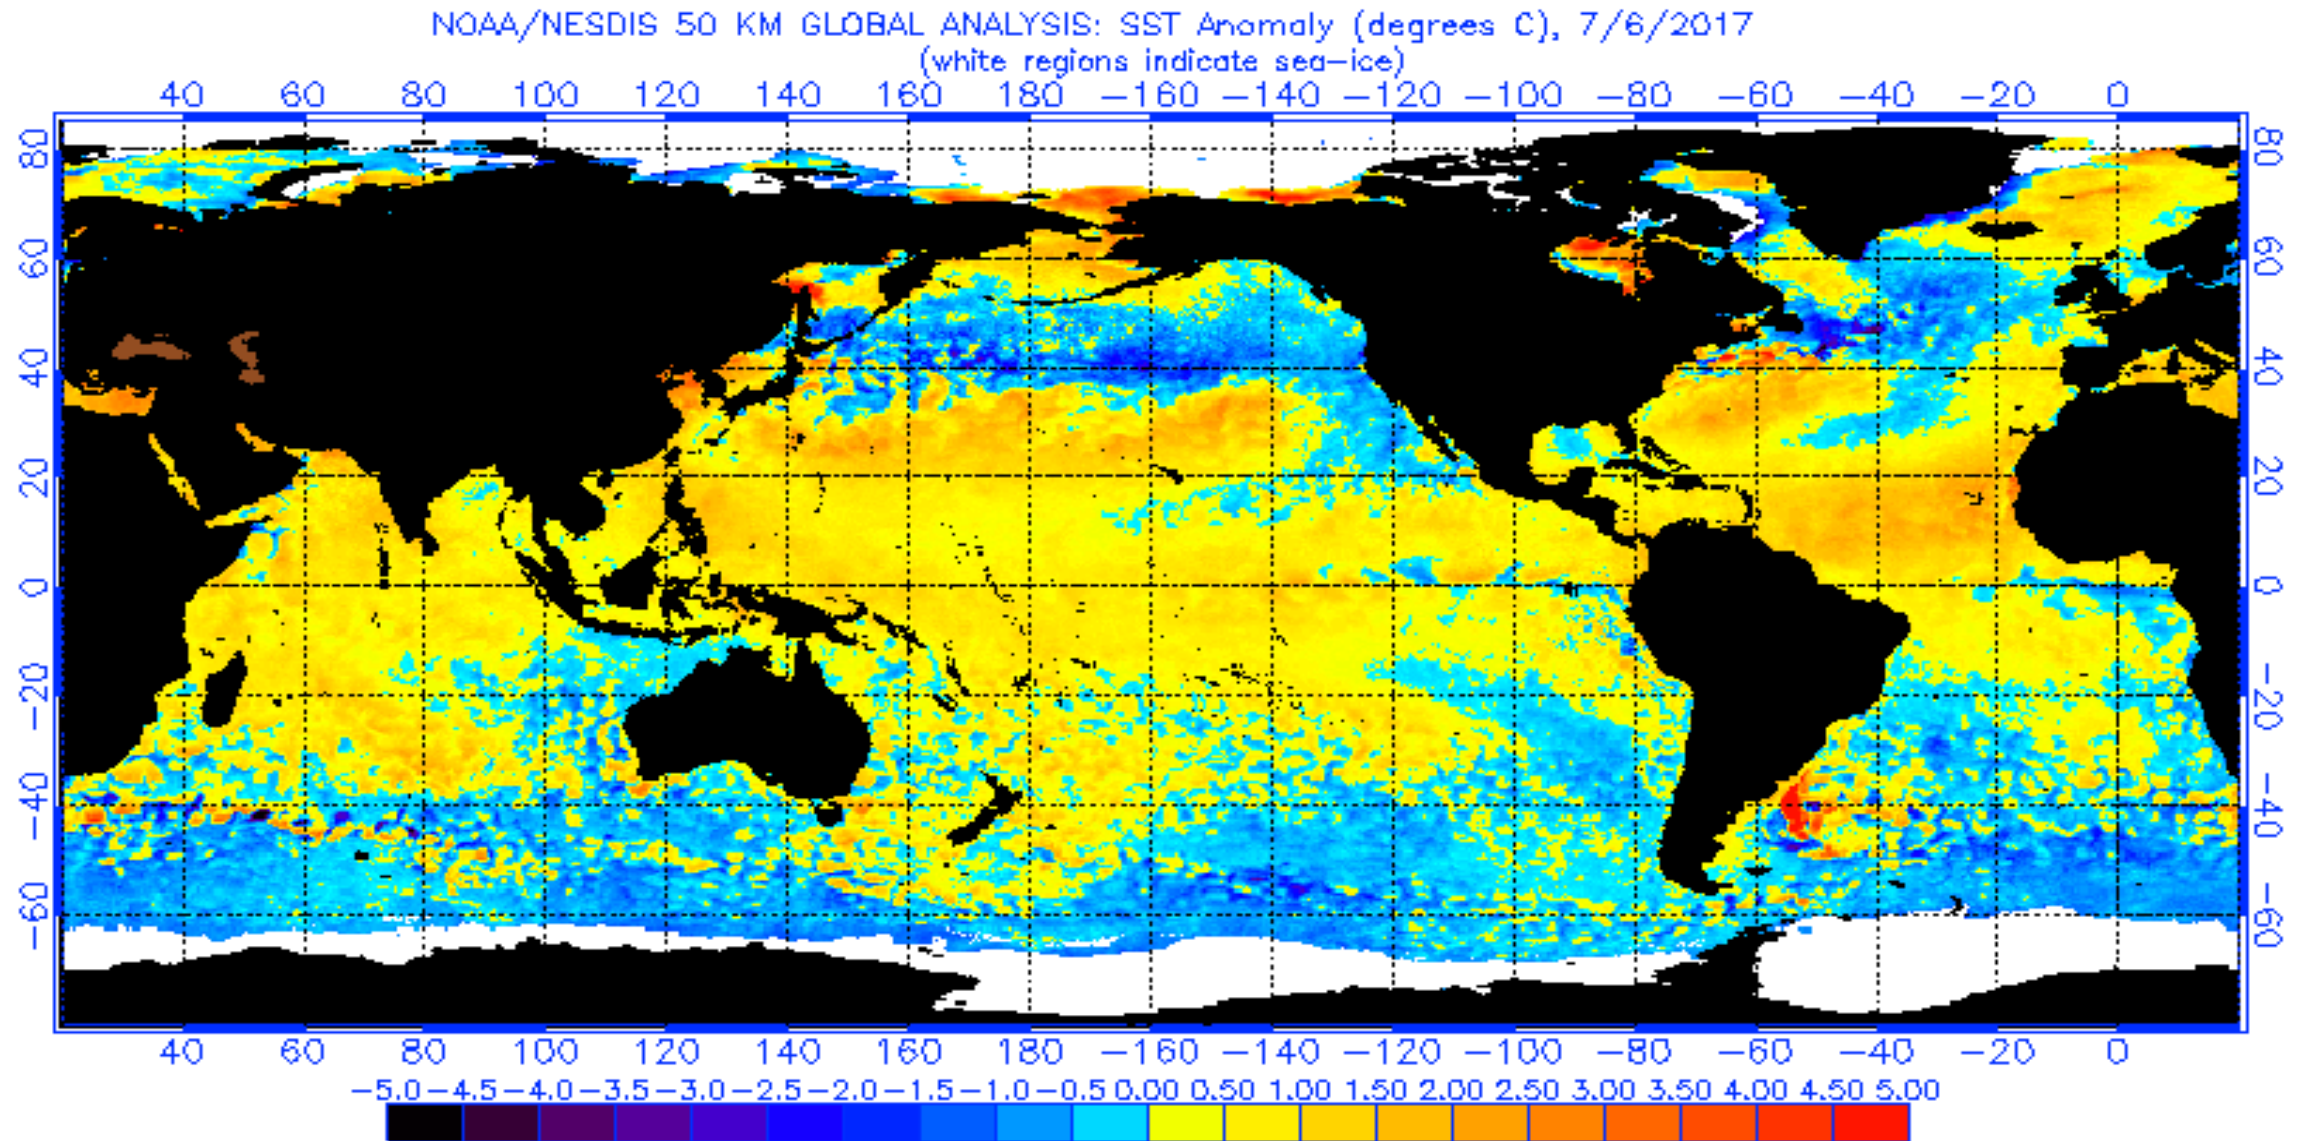 NOAA/NESDIS 50 KM GLOBAL ANALYSIS: SST Anomaly (degrees C), 7/6/2017
(white regions indicate sea-ice)
40 60 80 100 120 140 160 180 -160 -140 -120 -100 -80 -60 -40 -20 0
80 80
60 60
40 40
20 20
0 0
-20 -20
-40 -40
-60 -60
40 60 80 100 120 140 160 180 -160 -140 -120 -100 -80 -60 -40 -20 0
-5.0 -4.5 -4.0 -3.5 -3.0 -2.5 -2.0 -1.5 -1.0 -0.5 0.00 0.50 1.00 1.50 2.00 2.50 3.00 3.50 4.00 4.50 5.00